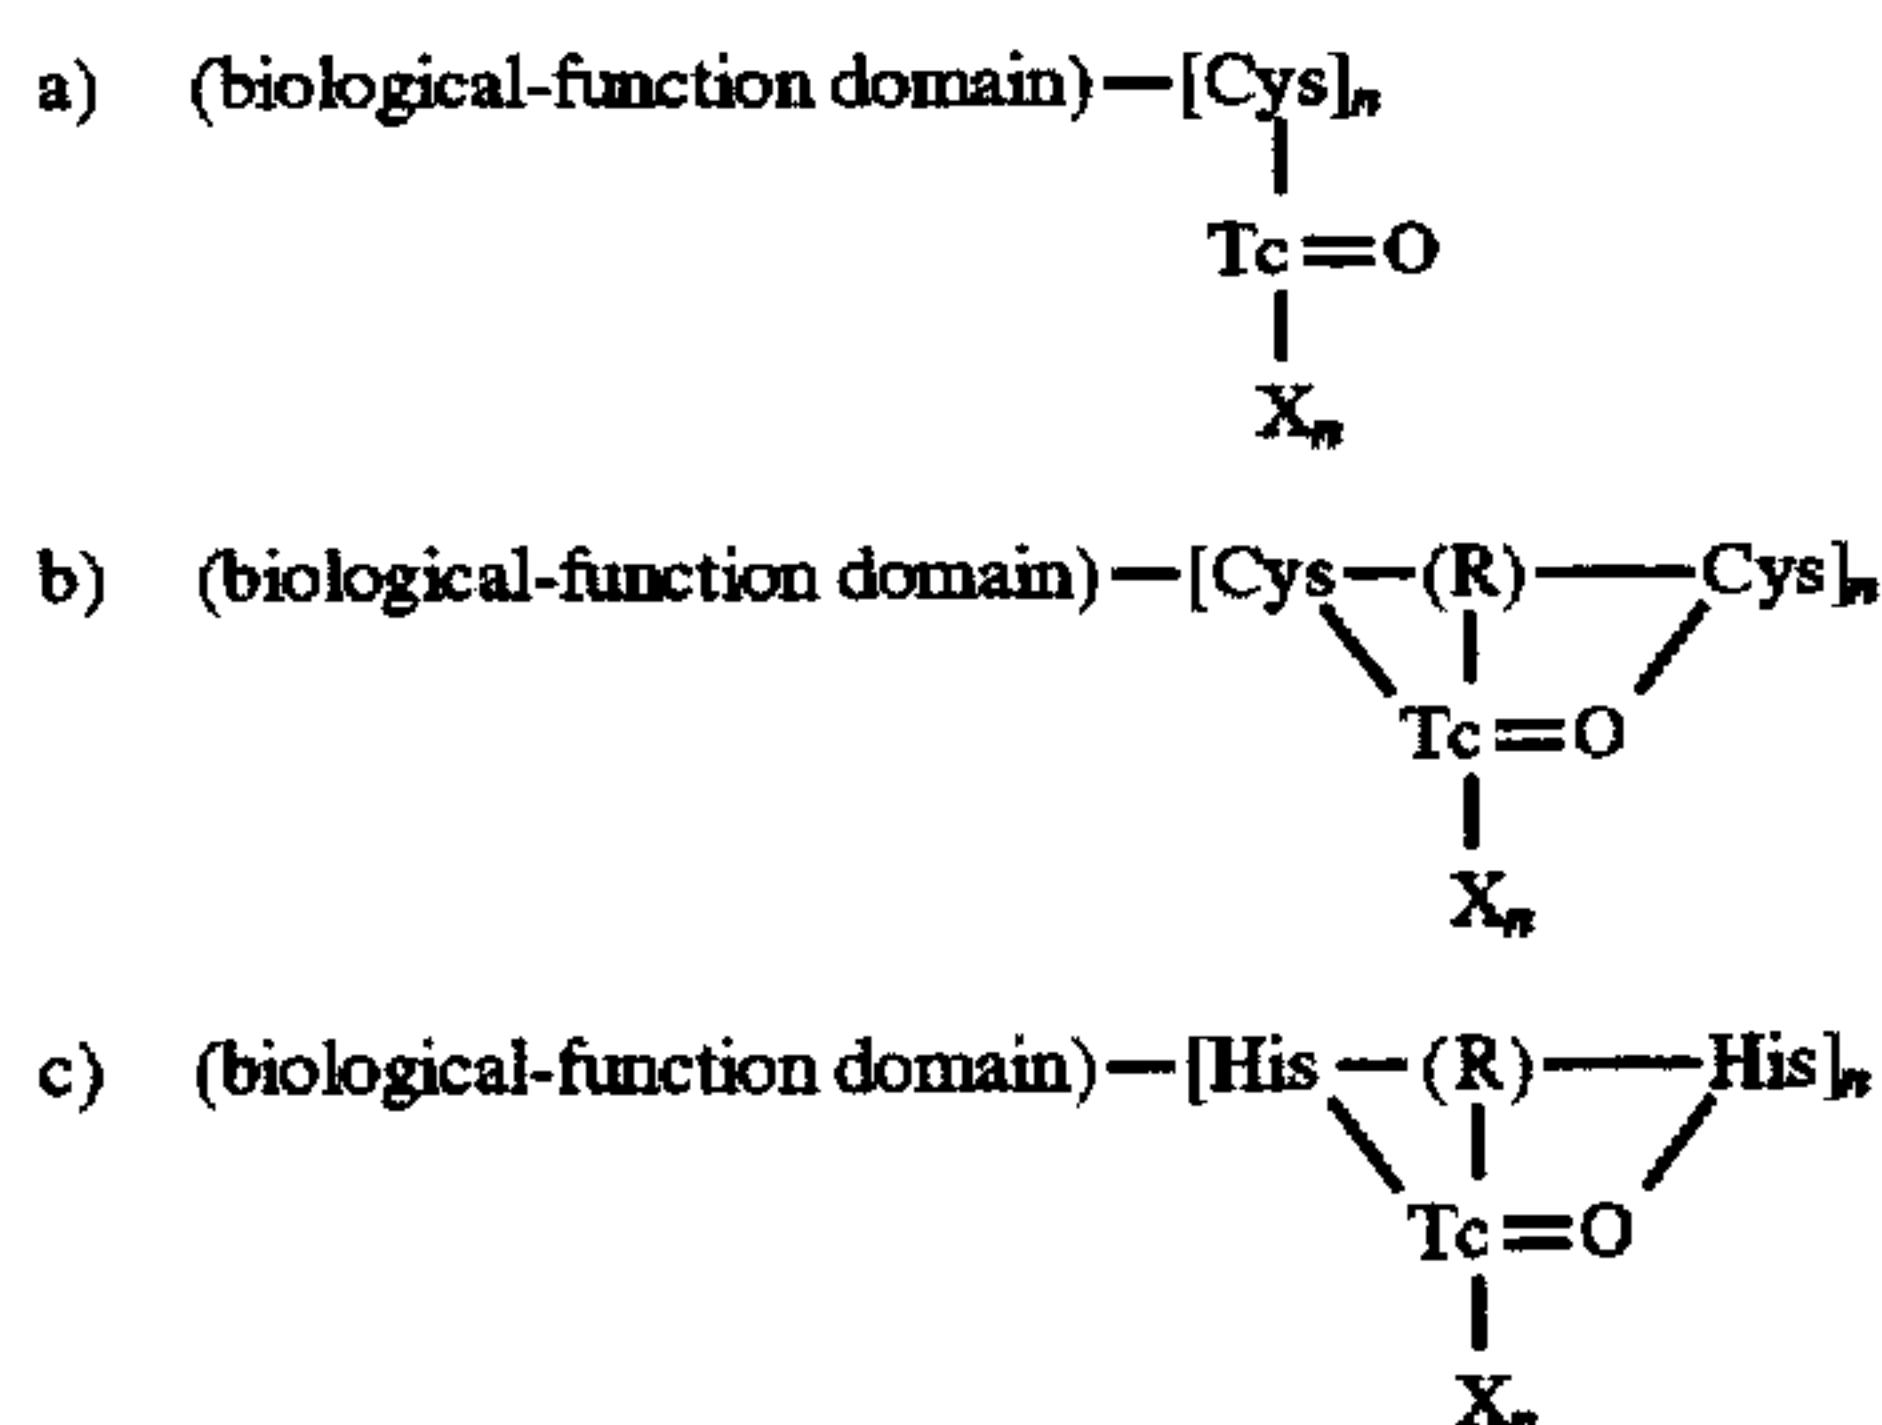 a) (biological-function domain)—[Cys]n
Tc=O
Xn
b) (biological-function domain)—[Cys—(R)—Cys]n
Tc=O
Xn
c) (biological-function domain)—[His—(R)—His]n
Tc=O
Xn